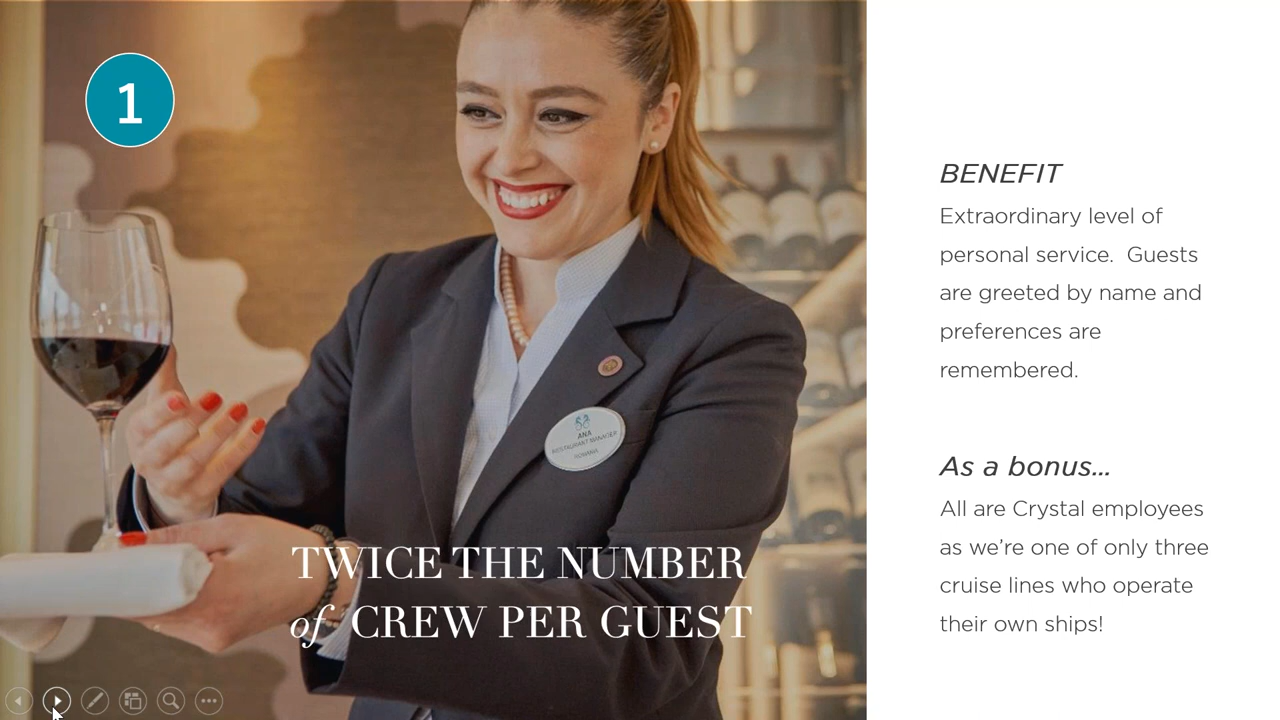 1
TWICE THE NUMBER
of CREW PER GUEST
ANA
RESTAURANT MANAGER
ROMANIA
BENEFIT
Extraordinary level of
personal service.  Guests
are greeted by name and
preferences are
remembered.
As a bonus...
All are Crystal employees
as we’re one of only three
cruise lines who operate
their own ships!